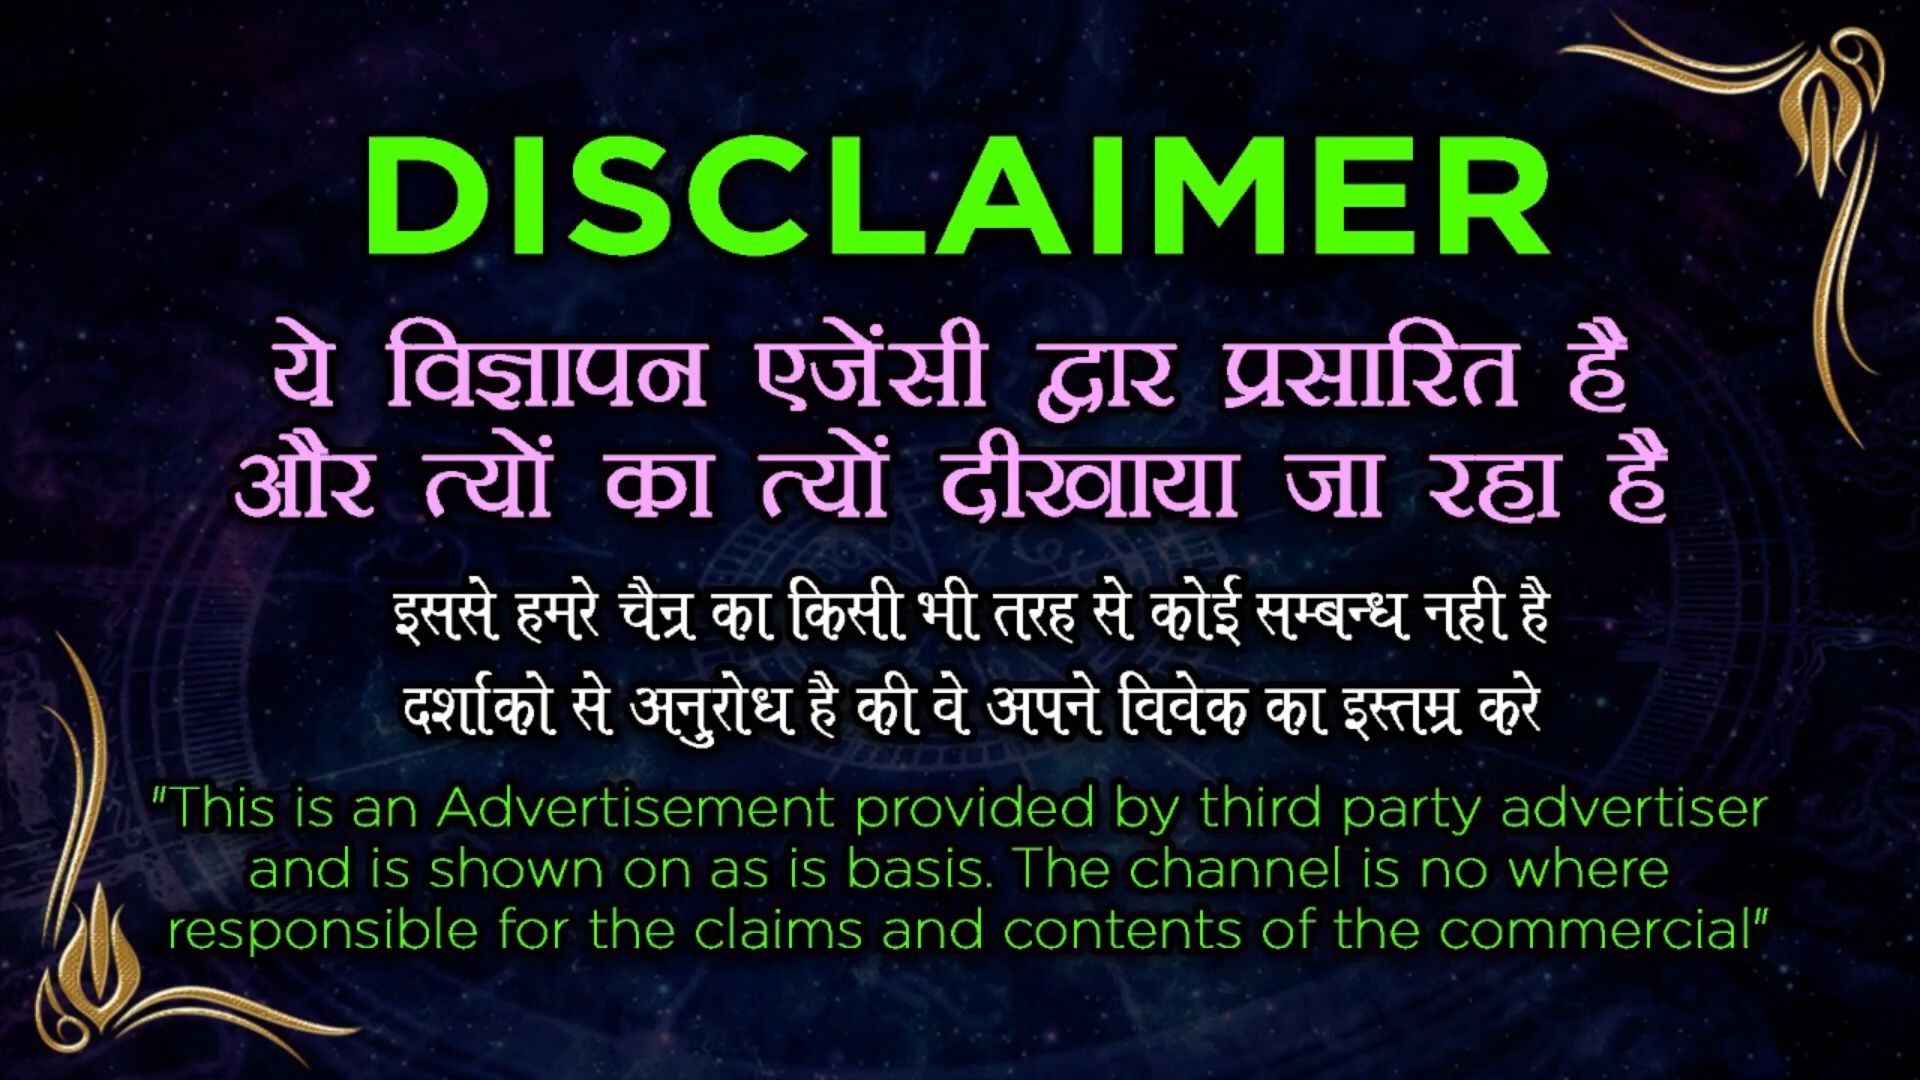 DISCLAIMER
ये विज्ञापन एजेंसी द्वार प्रसारित है
और त्यों का त्यों दीखाया जा रहा है
इससे हमरे चैन्र का किसी भी तरह से कोई सम्बन्ध नही है
दर्शाको से अनुरोध है की वे अपने विवेक का इस्तम्र करे
"This is an Advertisement provided by third party advertiser
and is shown on as is basis. The channel is no where
responsible for the claims and contents of the commercial"